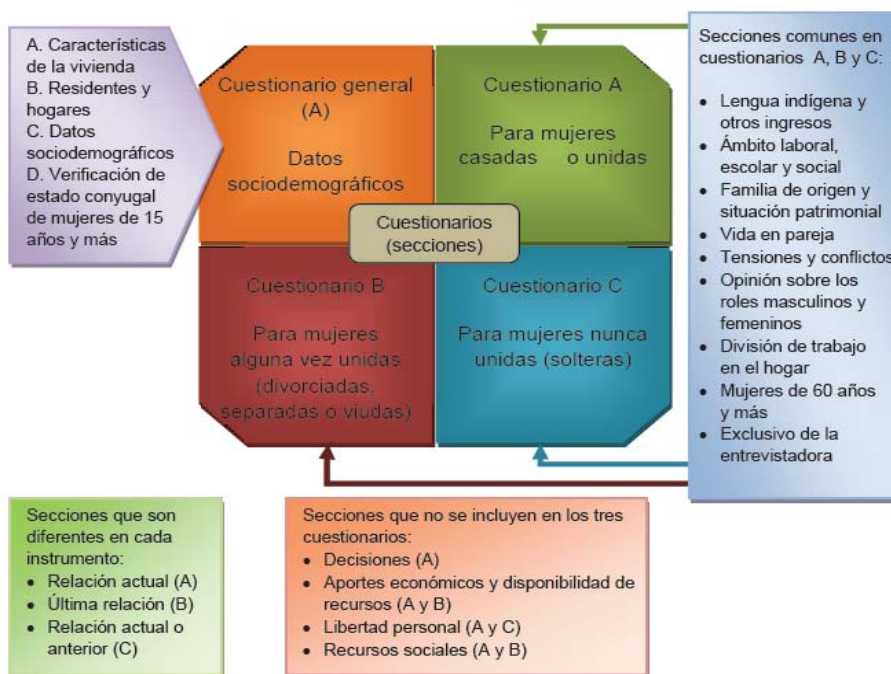 A. Características
de la vivienda
B. Residentes y
hogares
C. Datos
sociodemográficos
D. Verificación de
estado conyugal
de mujeres de 15
años y más
Cuestionario general
(A)
Datos
sociodemográficos
Cuestionario A
Para mujeres
casadas o unidas
Cuestionarios
(secciones)
Cuestionario B
Para mujeres
alguna vez unidas
(divorciadas,
separadas o viudas)
Cuestionario C
Para mujeres nunca
unidas (solteras)
Secciones comunes en
cuestionarios A, B y C:
• Lengua indígena y
otros ingresos
• Ámbito laboral,
escolar y social
• Familia de origen y
situación patrimonial
• Vida en pareja
• Tensiones y conflictos
• Opinión sobre los
roles masculinos y
femeninos
• División de trabajo
en el hogar
• Mujeres de 60 años
y más
• Exclusivo de la
entrevistadora
Secciones que son
diferentes en cada
instrumento:
• Relación actual (A)
• Última relación (B)
• Relación actual o
anterior (C)
Secciones que no se incluyen en los tres
cuestionarios:
• Decisiones (A)
• Aportes económicos y disponibilidad de
recursos (A y B)
• Libertad personal (A y C)
• Recursos sociales (A y B)